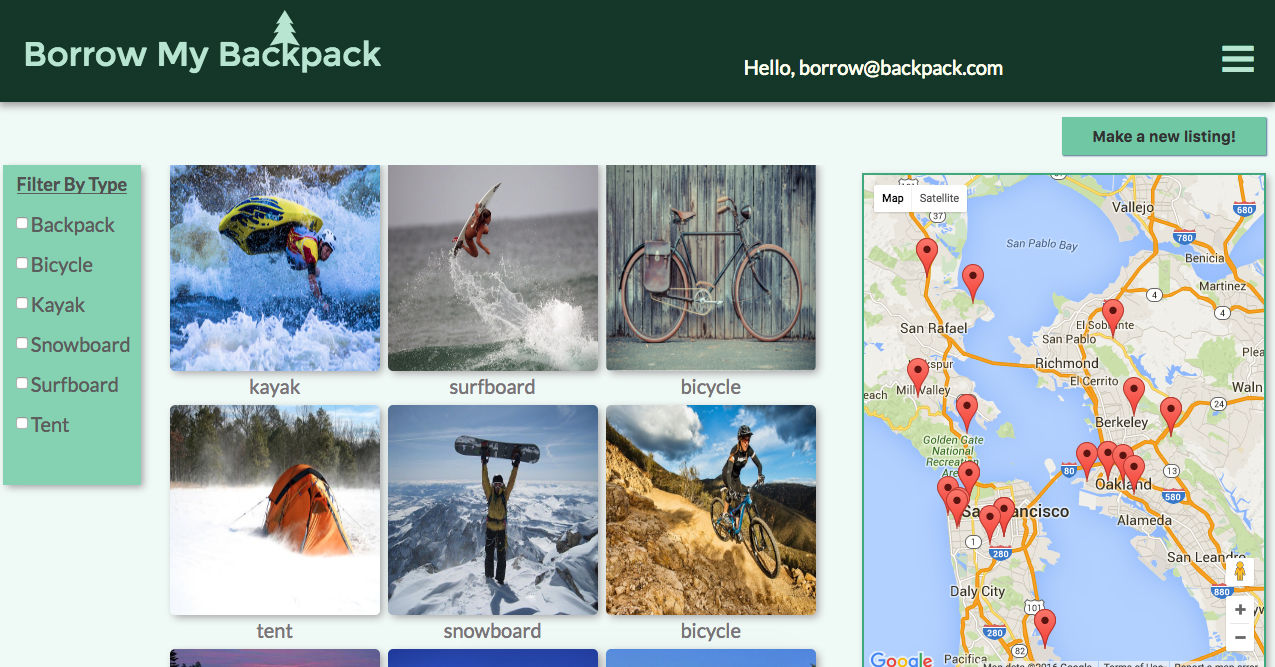 Borrow My Backpack
Hello, borrow@backpack.com
Make a new listing!
Filter By Type
Backpack
Bicycle
Kayak
Snowboard
Surfboard
Tent
kayak
surfboard
bicycle
tent
snowboard
bicycle
Map
Satellite
37
Vallejo
680
San Pablo Bay
780
Benicia
Martinez
4
4
San Rafael
El Sobrante
San Pablo
Richmond
El Cerrito
Mill Valley
24
Berkeley
Golden Gate
National
Recreation
80
13
Oakland
580
San Francisco
Alameda
1
280
San Leandro
Daly City
880
101
280
82
Pacifica
Google
Map data ©2016 Google
Terms of Use
Report a map error